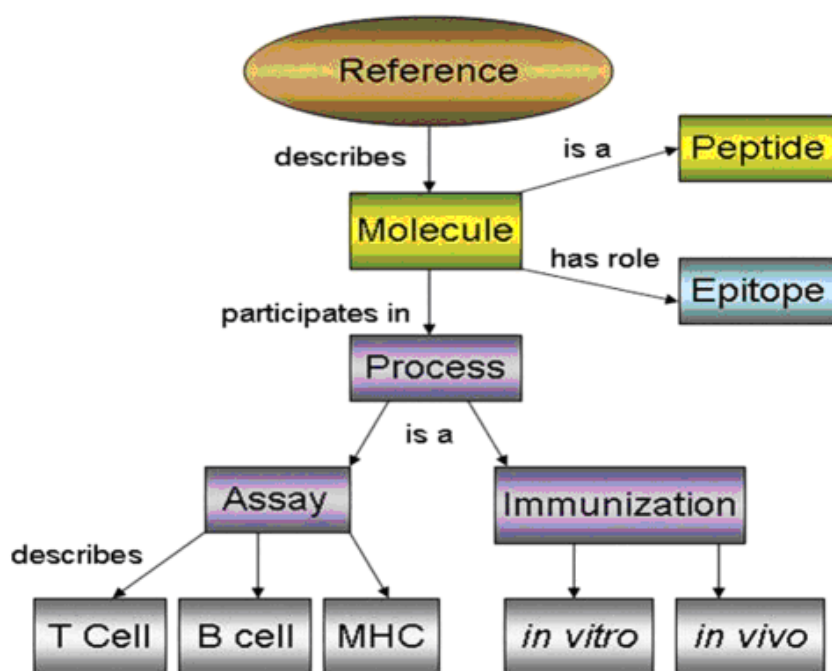 Reference
describes
is a
Peptide
Molecule
has role
Epitope
participates in
Process
is a
Assay
Immunization
describes
T Cell
B cell
MHC
in vitro
in vivo